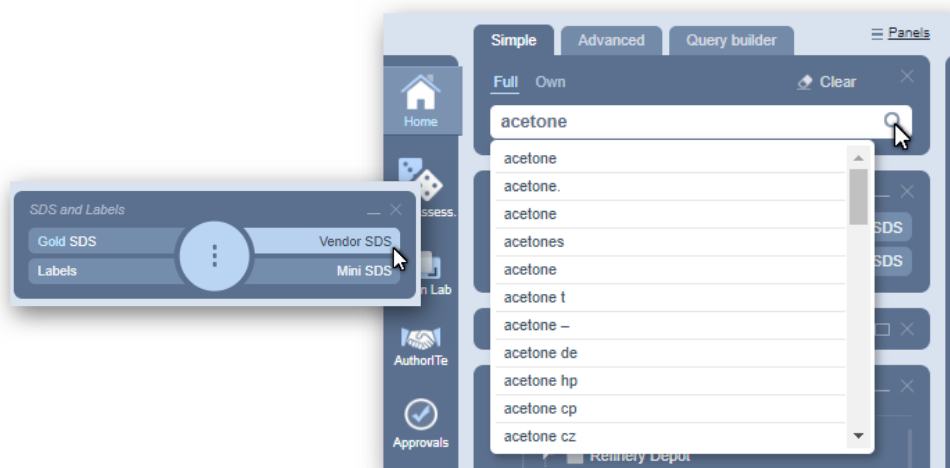 Simple Advanced Query builder Panels
Full Own Clear
acetone
Home
acetone
acetone.
acetone
acetones
acetone
acetone t
acetone –
acetone de
acetone hp
acetone cp
acetone cz
ssess.
SDS
SDS
n Lab
AuthorITe
Approvals
Refinery Depot
SDS and Labels
Gold SDS Vendor SDS
Labels Mini SDS